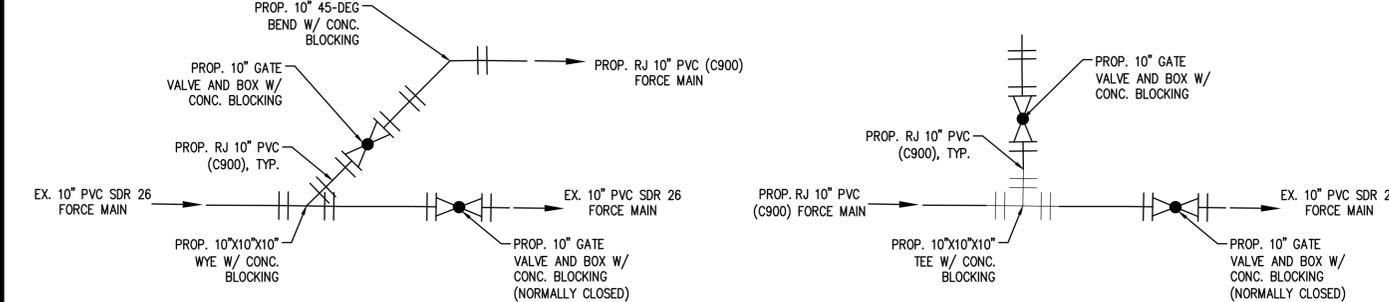 PROP. 10" 45-DEG
BEND W/ CONC.
BLOCKING
PROP. 10" GATE
VALVE AND BOX W/
CONC. BLOCKING
PROP. RJ 10" PVC (C900)
FORCE MAIN
PROP. RJ 10" PVC
(C900), TYP.
EX. 10" PVC SDR 26
FORCE MAIN
EX. 10" PVC SDR 26
FORCE MAIN
PROP. 10"X10"X10"
WYE W/ CONC.
BLOCKING
PROP. 10" GATE
VALVE AND BOX W/
CONC. BLOCKING
(NORMALLY CLOSED)
PROP. 10" GATE
VALVE AND BOX W/
CONC. BLOCKING
PROP. RJ 10" PVC
(C900), TYP.
PROP. RJ 10" PVC
(C900) FORCE MAIN
EX. 10" PVC SDR 2
FORCE MAIN
PROP. 10"X10"X10"
TEE W/ CONC.
BLOCKING
PROP. 10" GATE
VALVE AND BOX W/
CONC. BLOCKING
(NORMALLY CLOSED)